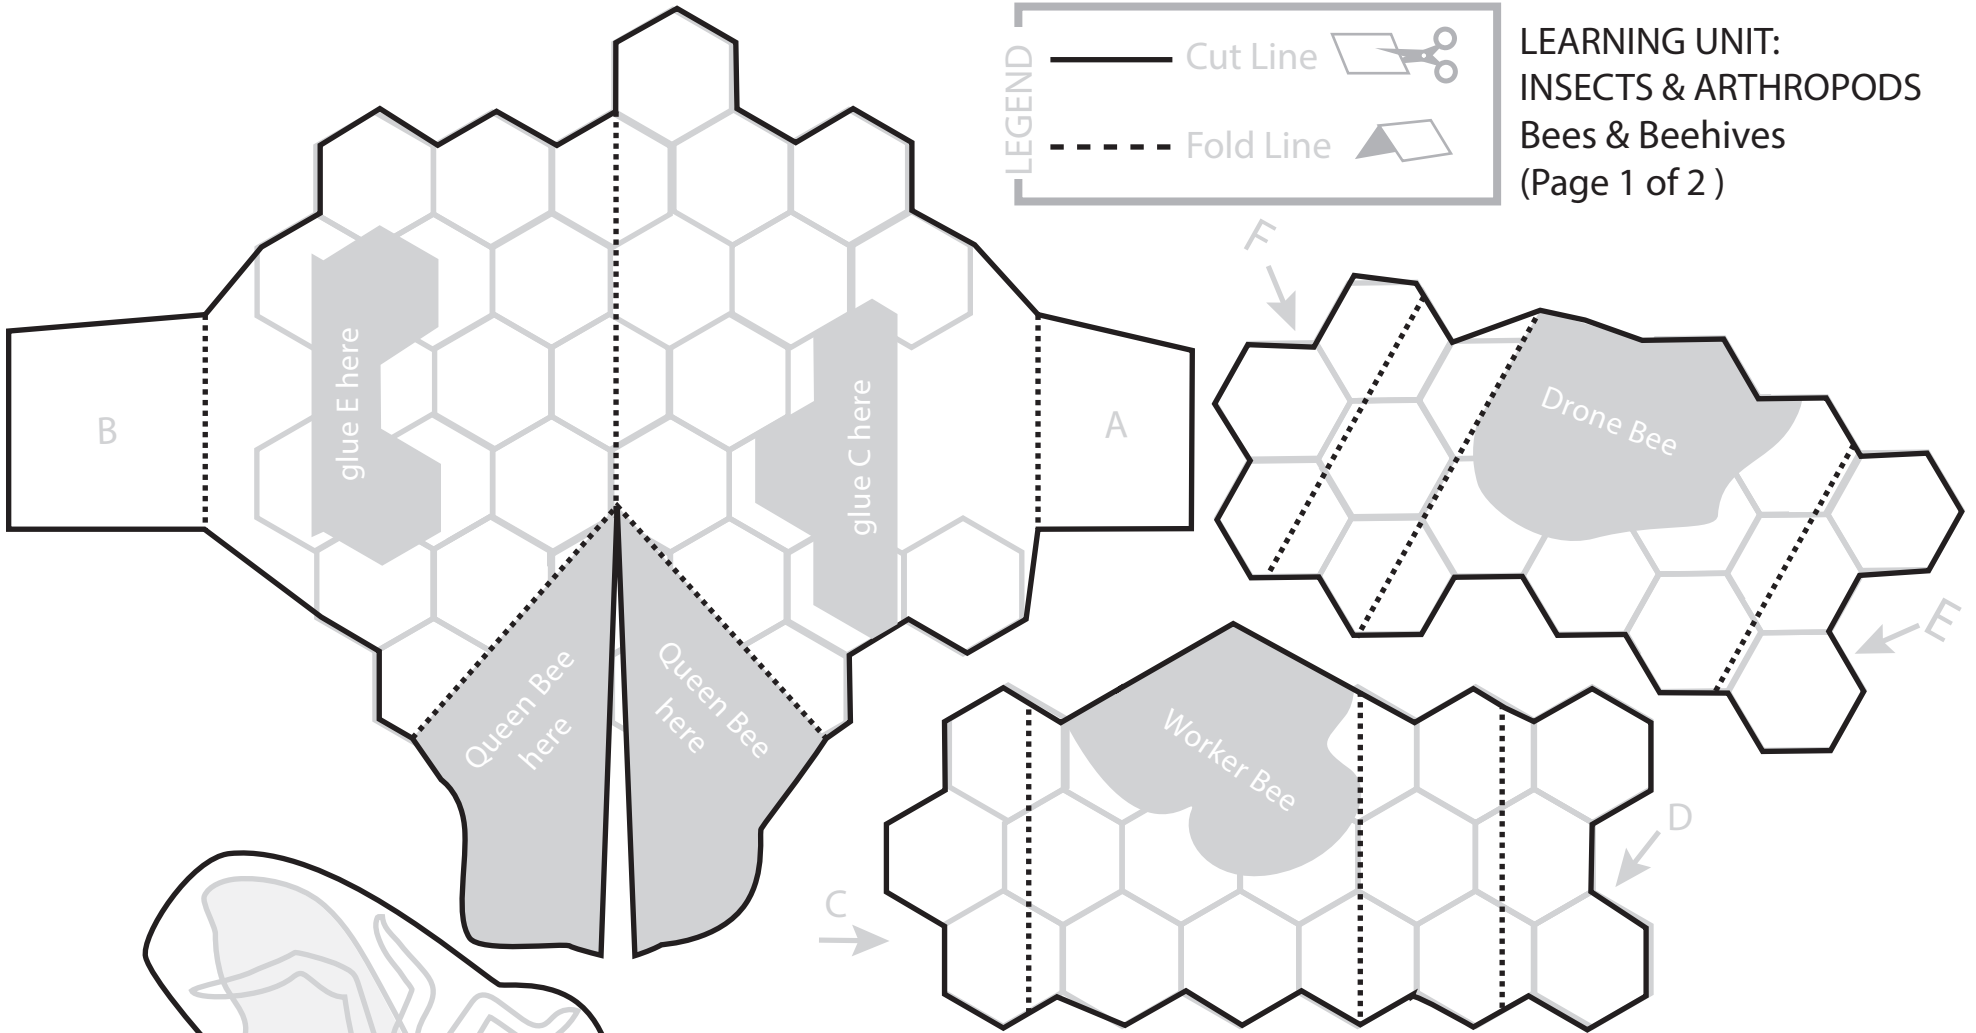 LEGEND
Cut Line
Fold Line
LEARNING UNIT:
INSECTS & ARTHROPODS
Bees & Beehives
(Page 1 of 2 )
B
glue E here
glue C here
A
Queen Bee
here
Queen Bee
here
F
Drone Bee
E
Worker Bee
D
C